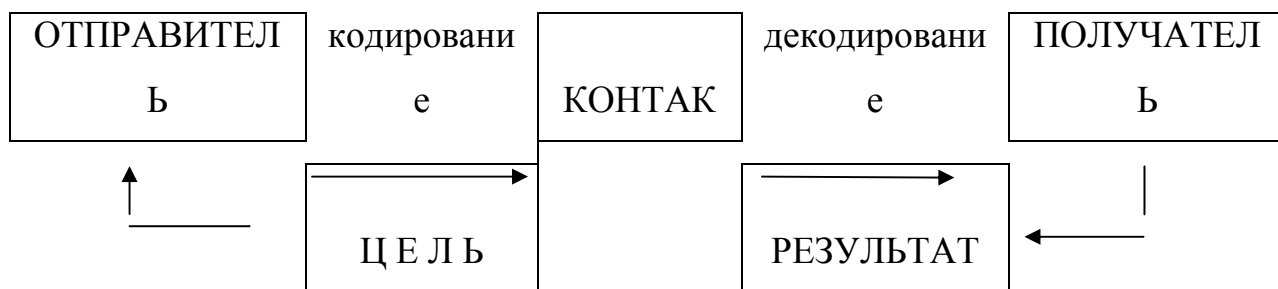 ОТПРАВИТЕЛ
Ь
кодировани
е
КОНТАК
декодировани
е
ПОЛУЧАТЕЛ
Ь
Ц Е Л Ь
РЕЗУЛЬТАТ